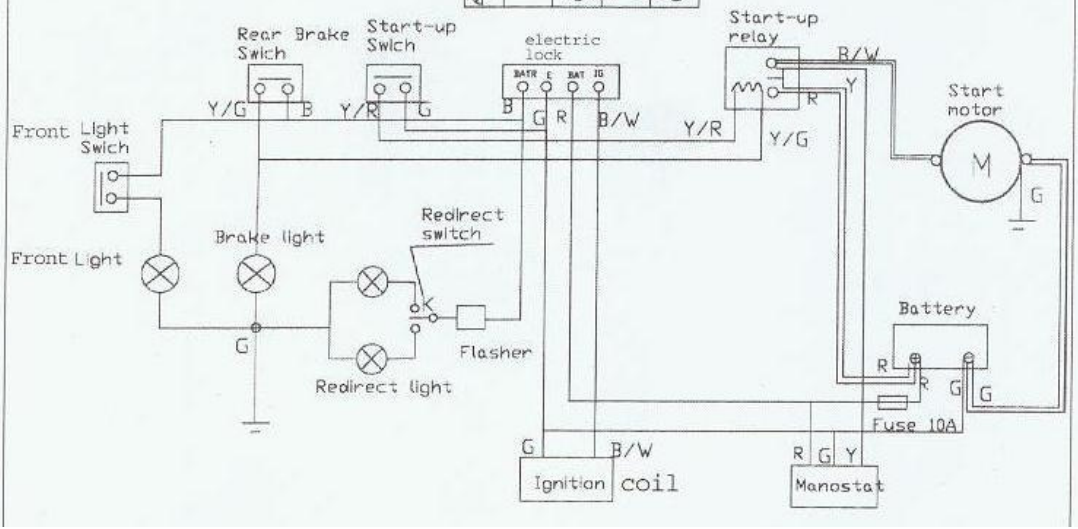 Rear Brake
Swich
Start-up
Swich
electric
lock
Start-up
relay
BATR E BAT IG
B/W
Y
R
Start
motor
Y/G B Y/R G B G R B/W
Y/R
Y/G
Front Light
Swich
M
G
Redirect
switch
Brake light
Front Light
G
Flasher
Redirect light
Battery
R
R G G
Fuse 10A
G B/W
R G Y
Ignition coil
Manostat